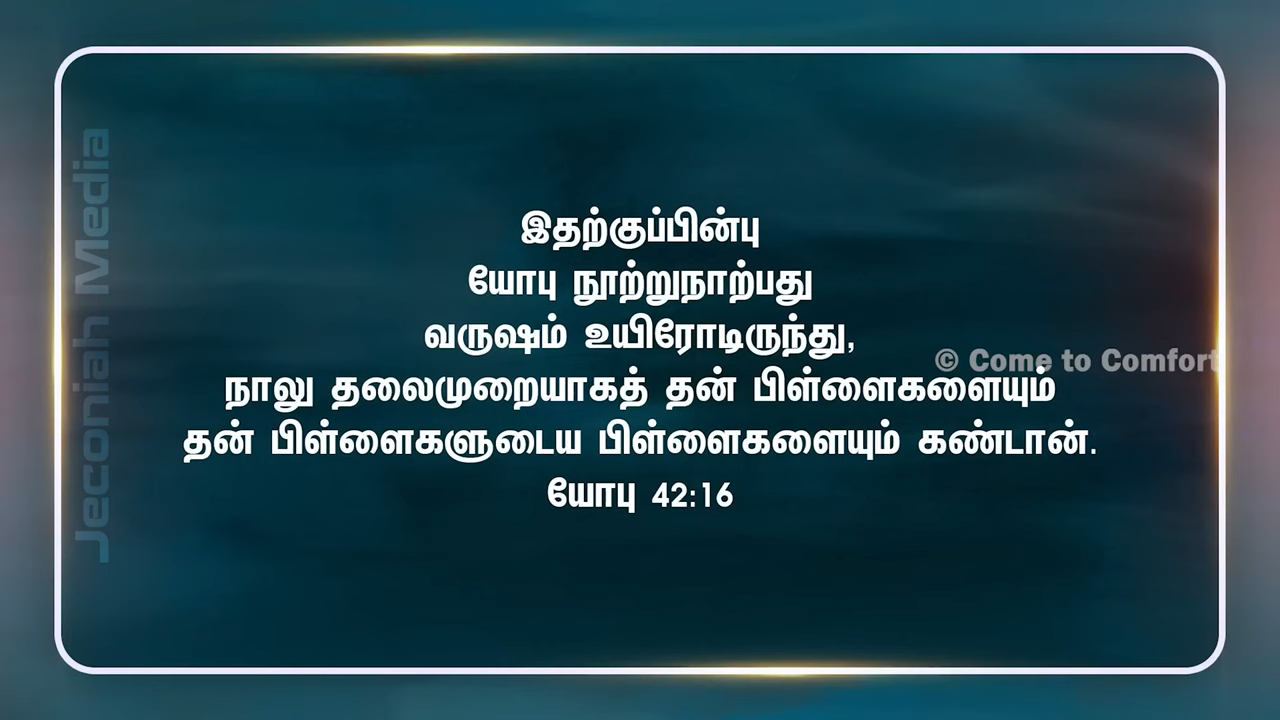 இதற்குப்பின்பு
யோபு நூற்றுநாற்பது
வருஷம் உயிரோடிருந்து,
நாலு தலைமுறையாகத் தன் பிள்ளைகளையும்
தன் பிள்ளைகளுடைய பிள்ளைகளையும் கண்டான்.
யோபு 42:16
© Come to Comfort
Jeconiah Media